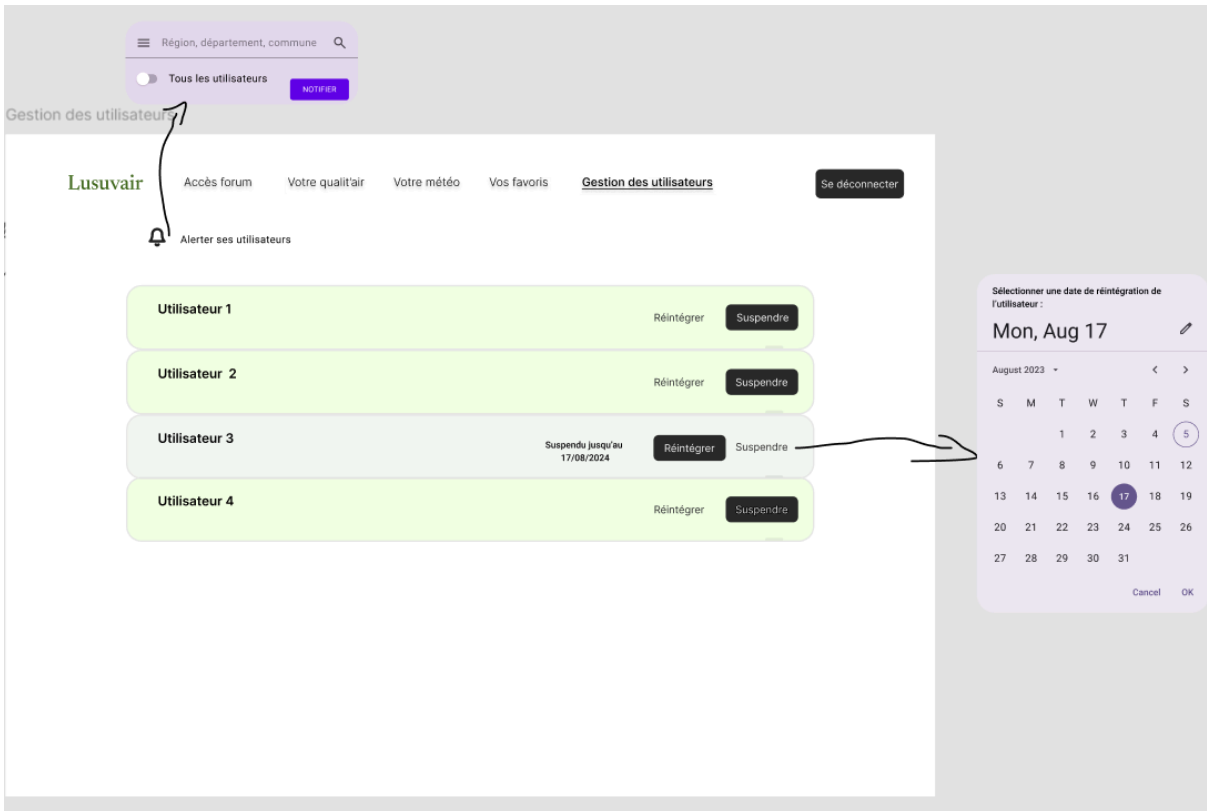 Région, département, commune
Tous les utilisateurs
NOTIFIER
Gestion des utilisateurs
Lusuvair Accès forum Votre qualit'air Votre météo Vos favoris Gestion des utilisateurs Se déconnecter
Alerter ses utilisateurs
Utilisateur 1
Réintégrer Suspendre
Utilisateur 2
Réintégrer Suspendre
Utilisateur 3
Suspendu jusqu'au
17/08/2024
Réintégrer Suspendre
Utilisateur 4
Réintégrer Suspendre
Sélectionner une date de réintégration de
l'utilisateur :
Mon, Aug 17
August 2023
S M T W T F S
1 2 3 4 5
6 7 8 9 10 11 12
13 14 15 16 17 18 19
20 21 22 23 24 25 26
27 28 29 30 31
Cancel OK